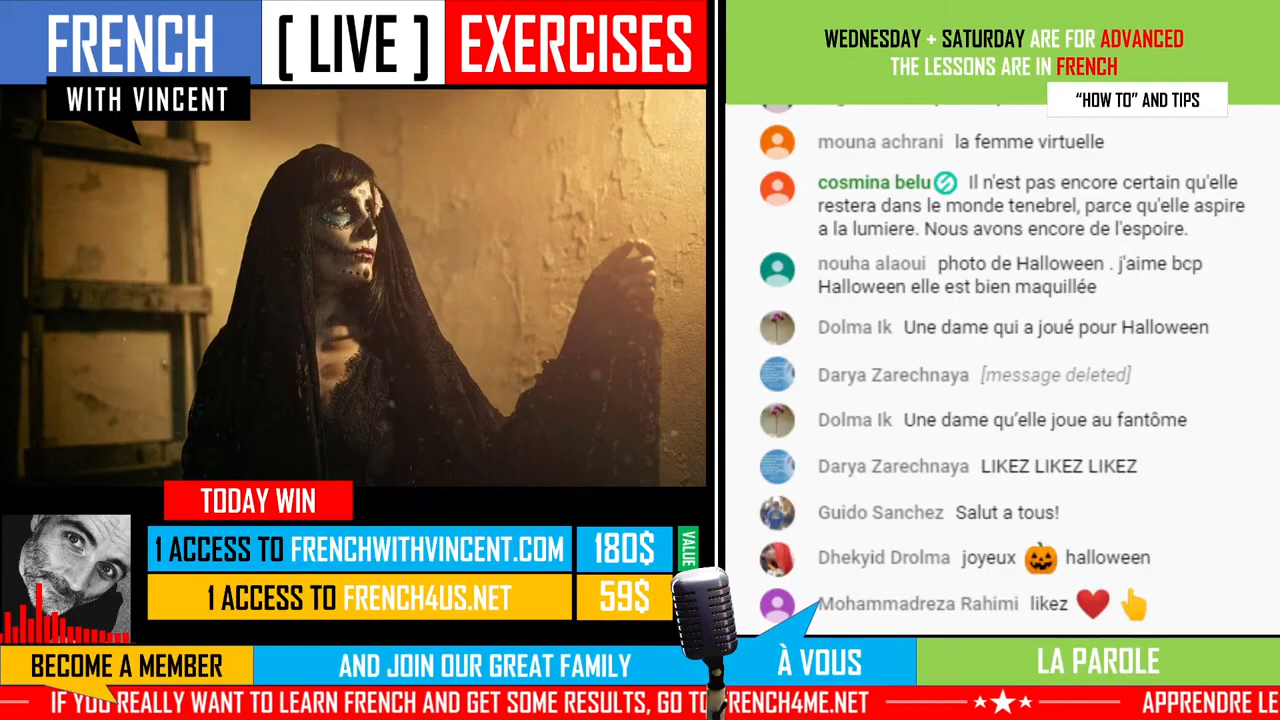 FRENCH [ LIVE ] EXERCISES
WITH VINCENT
WEDNESDAY + SATURDAY ARE FOR ADVANCED
THE LESSONS ARE IN FRENCH
“HOW TO” AND TIPS
mouna achrani la femme virtuelle
cosmina belu Il n'est pas encore certain qu'elle
restera dans le monde tenebrel, parce qu'elle aspire
a la lumiere. Nous avons encore de l'espoire.
nouha alaoui photo de Halloween . j'aime bcp
Halloween elle est bien maquillée
Dolma Ik Une dame qui a joué pour Halloween
Darya Zarechnaya [message deleted]
Dolma Ik Une dame qu’elle joue au fantôme
Darya Zarechnaya LIKEZ LIKEZ LIKEZ
Guido Sanchez Salut a tous!
Dhekyid Drolma joyeux 🎃 halloween
Mohammadreza Rahimi likez ❤️ 👆
TODAY WIN
1 ACCESS TO FRENCHWITHVINCENT.COM 180$ VALUE
1 ACCESS TO FRENCH4US.NET 59$
BECOME A MEMBER AND JOIN OUR GREAT FAMILY À VOUS LA PAROLE
IF YOU REALLY WANT TO LEARN FRENCH AND GET SOME RESULTS, GO TO FRENCH4ME.NET APPRENDRE LE